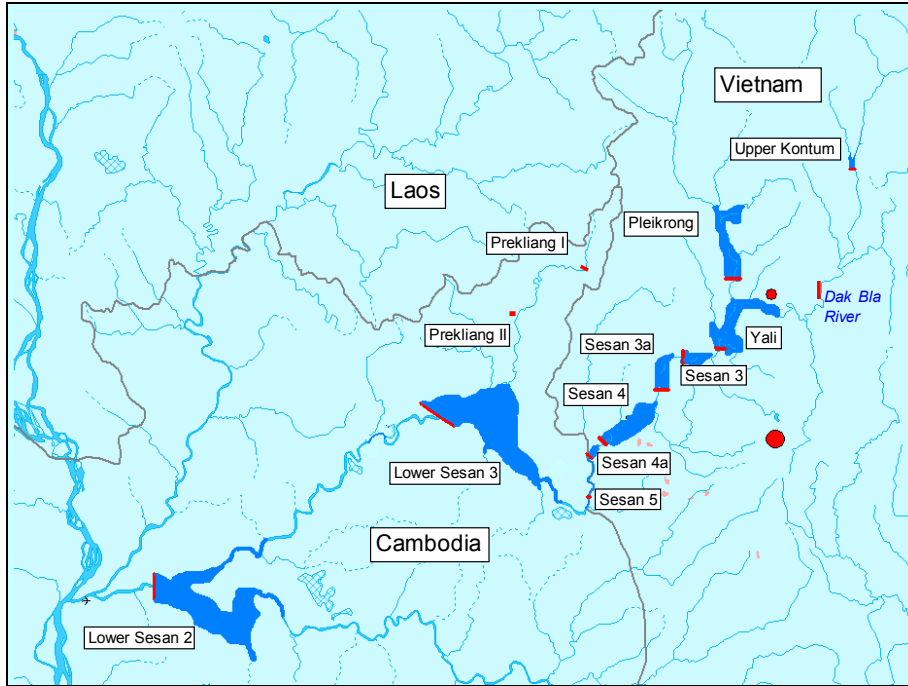 Vietnam
Upper Kontum
Laos
Pleikrong
Prekliang I
Dak Bla
River
Prekliang II
Yali
Sesan 3a
Sesan 3
Sesan 4
Sesan 4a
Lower Sesan 3
Sesan 5
Cambodia
Lower Sesan 2